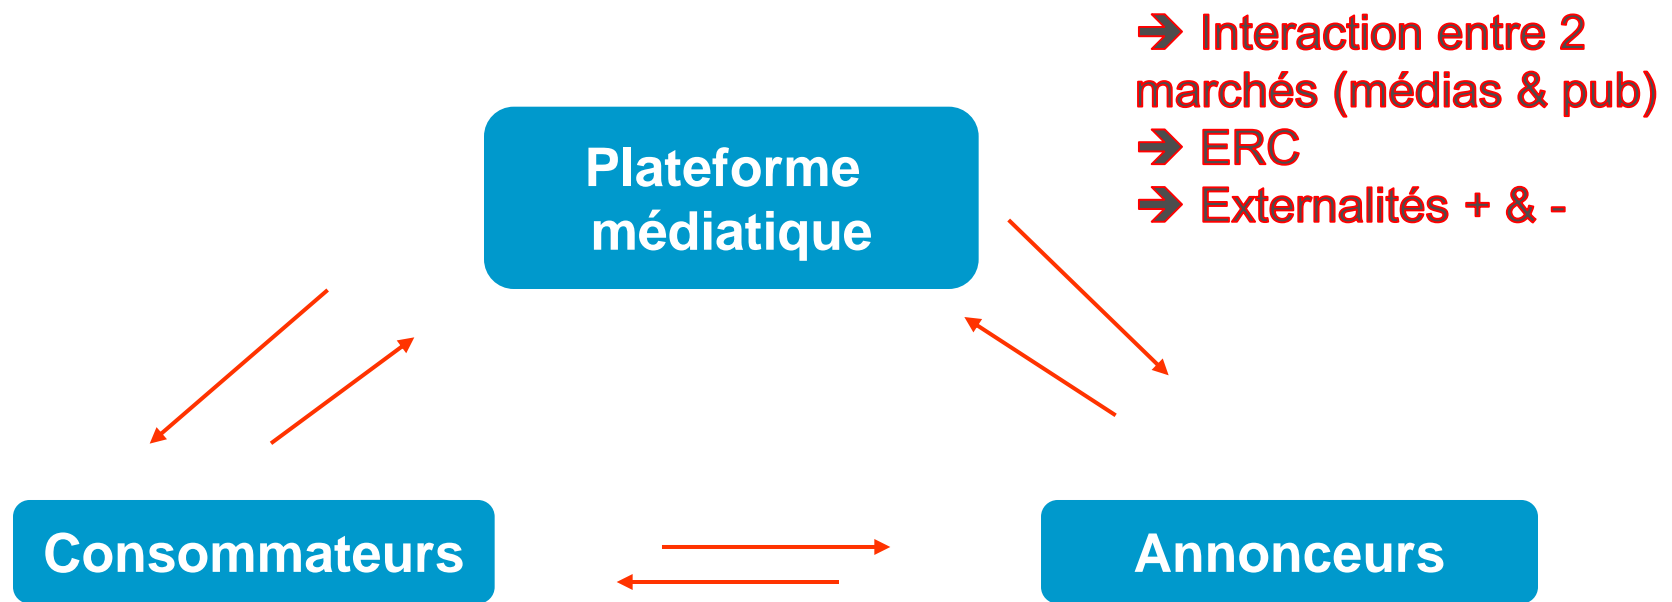 ➔ Interaction entre 2
marchés (médias & pub)
➔ ERC
➔ Externalités + & -
Plateforme
médiatique
Consommateurs
Annonceurs